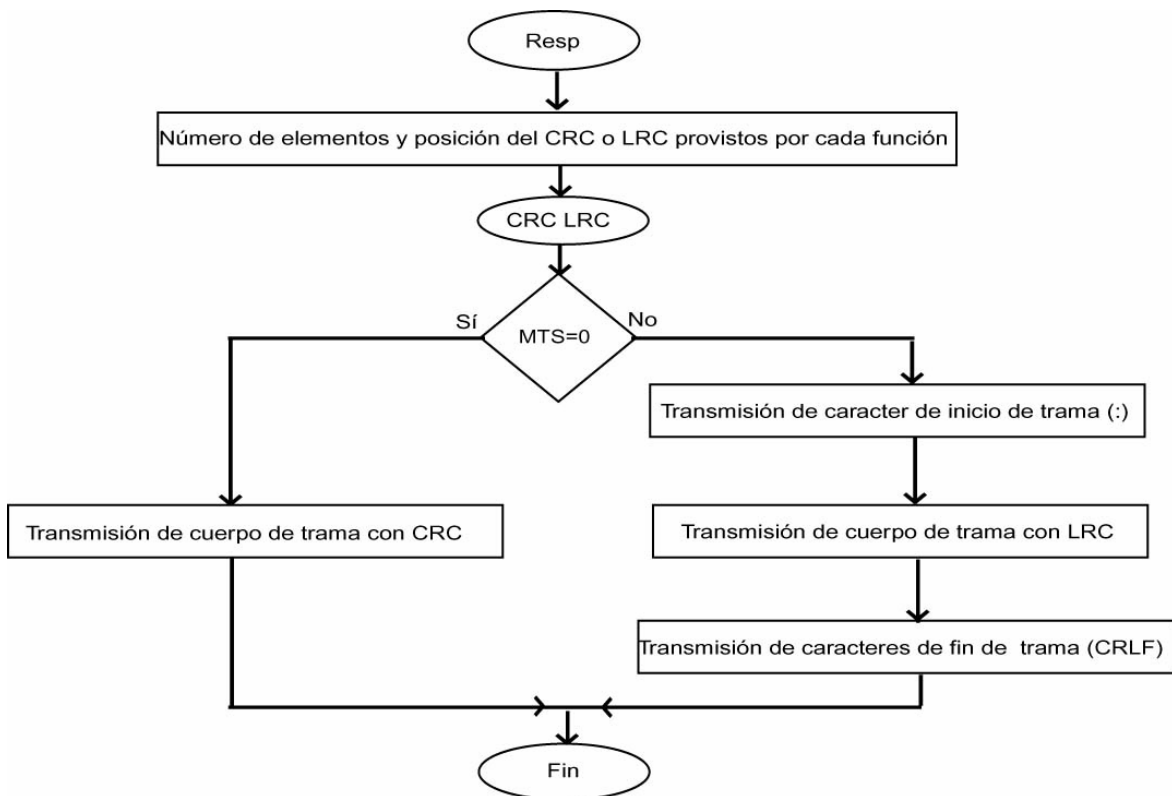 Resp
Número de elementos y posición del CRC o LRC provistos por cada función
CRC LRC
MTS=0
Sí
No
Transmisión de caracter de inicio de trama (:)
Transmisión de cuerpo de trama con CRC
Transmisión de cuerpo de trama con LRC
Transmisión de caracteres de fin de trama (CRLF)
Fin